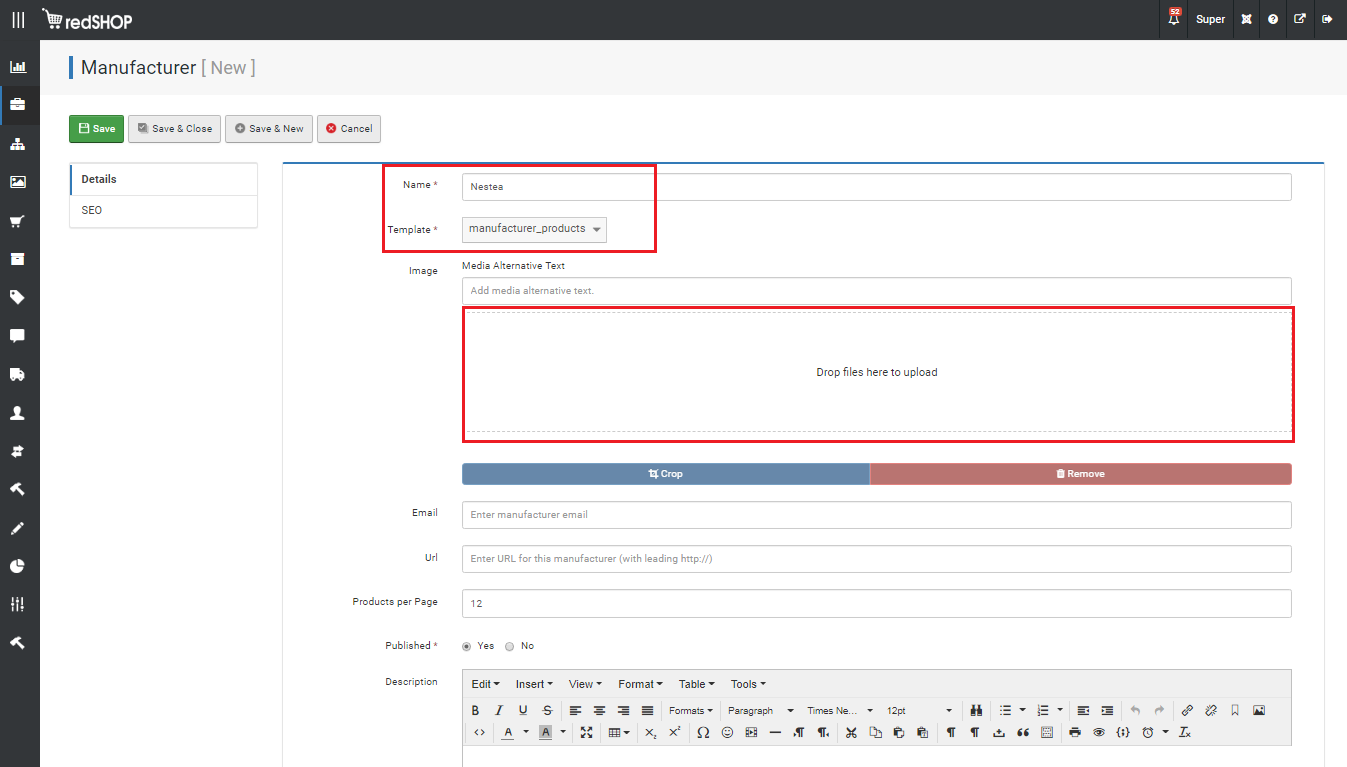 redSHOP
52
Super
Manufacturer [ New ]
Save
Save & Close
Save & New
Cancel
Details
SEO
Name *
Nestea
Template *
manufacturer_products
Image
Media Alternative Text
Add media alternative text.
Drop files here to upload
Crop
Remove
Email
Enter manufacturer email
Url
Enter URL for this manufacturer (with leading http://)
Products per Page
12
Published *
Yes No
Description
Edit Insert View Format Table Tools
B I U S Formats Paragraph Times Ne... 12pt
A A